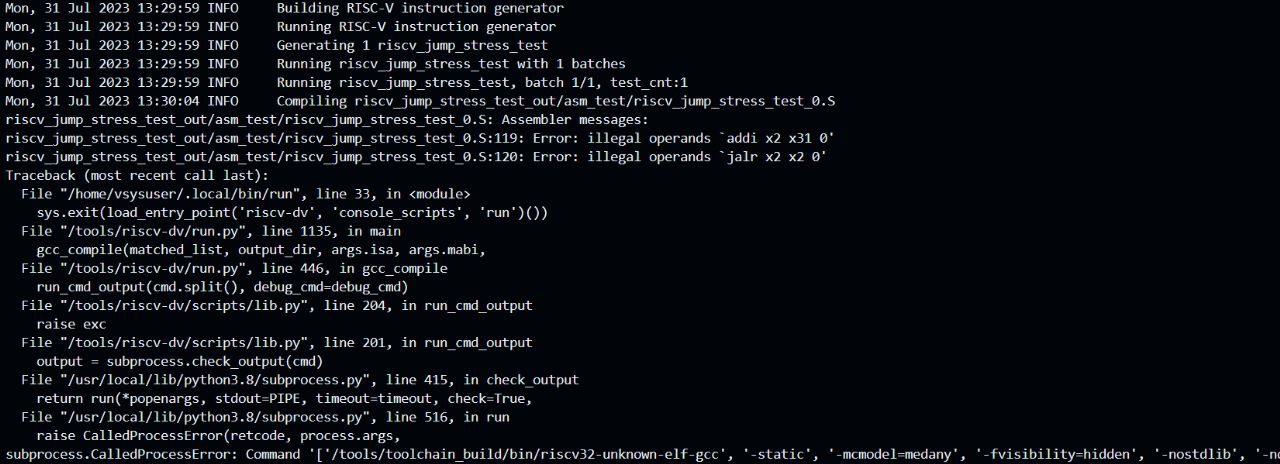 Mon, 31 Jul 2023 13:29:59 INFO     Building RISC-V instruction generator
Mon, 31 Jul 2023 13:29:59 INFO     Running RISC-V instruction generator
Mon, 31 Jul 2023 13:29:59 INFO     Generating 1 riscv_jump_stress_test
Mon, 31 Jul 2023 13:29:59 INFO     Running riscv_jump_stress_test with 1 batches
Mon, 31 Jul 2023 13:29:59 INFO     Running riscv_jump_stress_test, batch 1/1, test_cnt:1
Mon, 31 Jul 2023 13:30:04 INFO     Compiling riscv_jump_stress_test_out/asm_test/riscv_jump_stress_test_0.S
riscv_jump_stress_test_out/asm_test/riscv_jump_stress_test_0.S: Assembler messages:
riscv_jump_stress_test_out/asm_test/riscv_jump_stress_test_0.S:119: Error: illegal operands `addi x2 x31 0'
riscv_jump_stress_test_out/asm_test/riscv_jump_stress_test_0.S:120: Error: illegal operands `jalr x2 x2 0'
Traceback (most recent call last):
  File "/home/vsysuser/.local/bin/run", line 33, in <module>
    sys.exit(load_entry_point('riscv-dv', 'console_scripts', 'run')())
  File "/tools/riscv-dv/run.py", line 1135, in main
    gcc_compile(matched_list, output_dir, args.isa, args.mabi,
  File "/tools/riscv-dv/run.py", line 446, in gcc_compile
    run_cmd_output(cmd.split(), debug_cmd=debug_cmd)
  File "/tools/riscv-dv/scripts/lib.py", line 204, in run_cmd_output
    raise exc
  File "/tools/riscv-dv/scripts/lib.py", line 201, in run_cmd_output
    output = subprocess.check_output(cmd)
  File "/usr/local/lib/python3.8/subprocess.py", line 415, in check_output
    return run(*popenargs, stdout=PIPE, timeout=timeout, check=True,
  File "/usr/local/lib/python3.8/subprocess.py", line 516, in run
    raise CalledProcessError(retcode, process.args,
subprocess.CalledProcessError: Command '['/tools/toolchain_build/bin/riscv32-unknown-elf-gcc', '-static', '-mcmodel=medany', '-fvisibility=hidden', '-nostdlib',